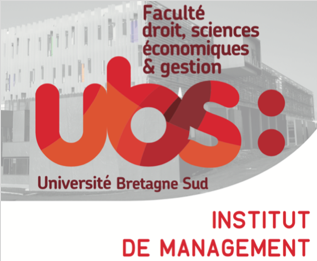 Faculté
droit, sciences
économiques
& gestion
ubs:
Université Bretagne Sud
INSTITUT
DE MANAGEMENT